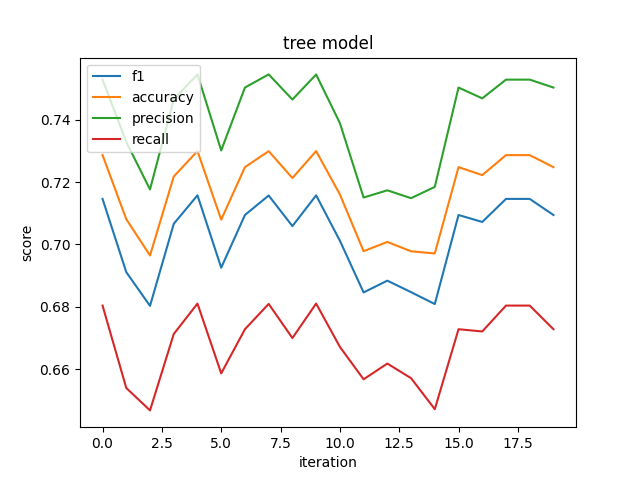 tree model
f1
accuracy
precision
recall
score
0.74
0.72
0.70
0.68
0.66
0.0 2.5 5.0 7.5 10.0 12.5 15.0 17.5
iteration